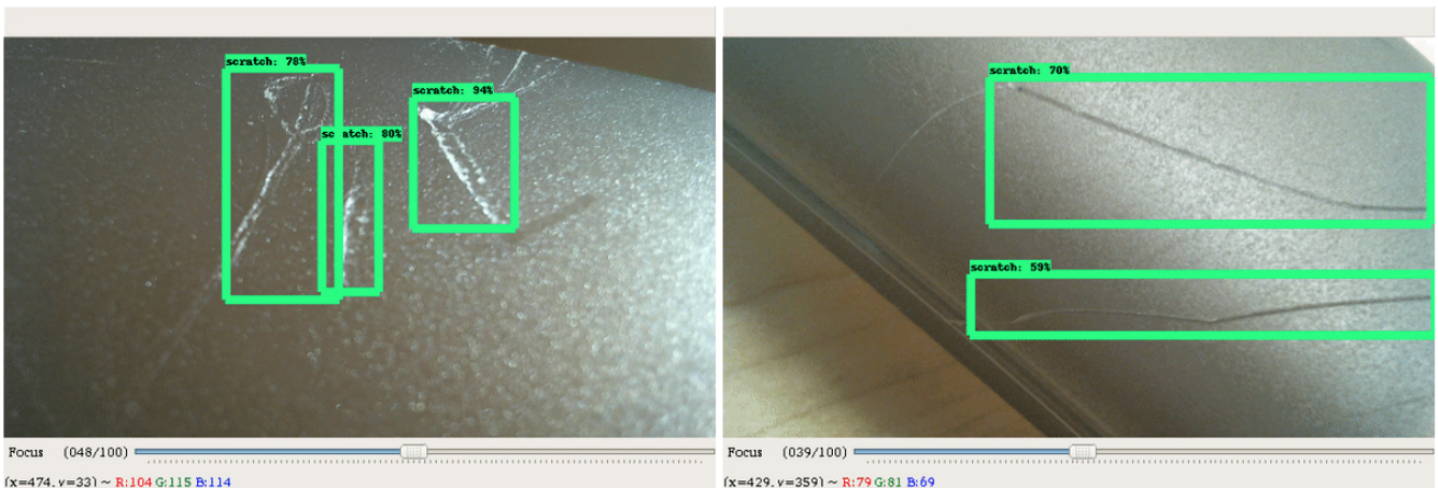 scratch: 78%
scratch: 94%
scratch: 80%
Focus (048/100)
(x=474, y=33) ~ R:104 G:115 B:114
scratch: 70%
scratch: 59%
Focus (039/100)
(x=429, y=359) ~ R:79 G:81 B:69